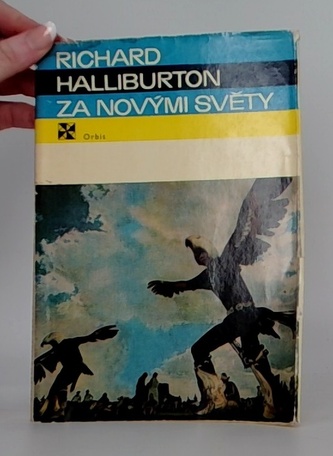 RICHARD
HALLIBURTON
ZA NOVÝMI SVĚTY
Orbis